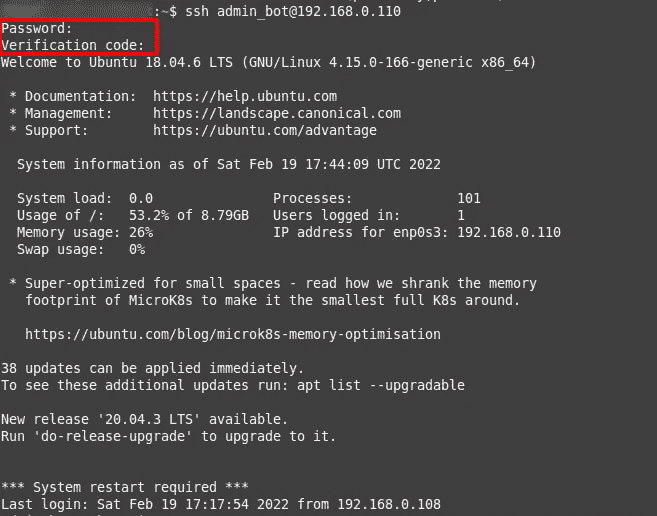 :~$ ssh admin_bot@192.168.0.110
Password:
Verification code:
Welcome to Ubuntu 18.04.6 LTS (GNU/Linux 4.15.0-166-generic x86_64)
* Documentation: https://help.ubuntu.com
* Management: https://landscape.canonical.com
* Support: https://ubuntu.com/advantage
System information as of Sat Feb 19 17:44:09 UTC 2022
System load: 0.0 Processes: 101
Usage of /: 53.2% of 8.79GB Users logged in: 1
Memory usage: 26% IP address for enp0s3: 192.168.0.110
Swap usage: 0%
* Super-optimized for small spaces - read how we shrank the memory
footprint of MicroK8s to make it the smallest full K8s around.
https://ubuntu.com/blog/microk8s-memory-optimisation
38 updates can be applied immediately.
To see these additional updates run: apt list --upgradable
New release '20.04.3 LTS' available.
Run 'do-release-upgrade' to upgrade to it.
*** System restart required ***
Last login: Sat Feb 19 17:17:54 2022 from 192.168.0.108